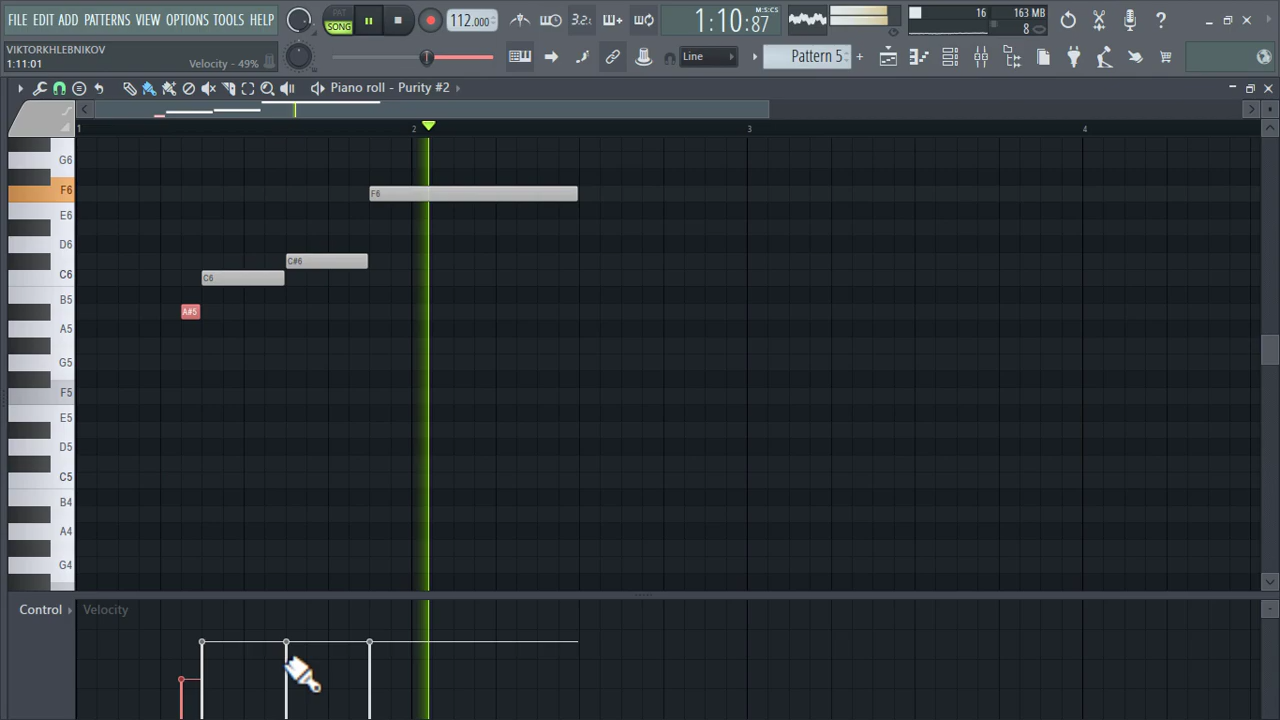 FILE EDIT ADD PATTERNS VIEW OPTIONS TOOLS HELP
PAT
SONG
112.000
3.2
1:10:87
M:S:CS
16
163 MB
8
VIKTORKHLEBNIKOV
1:11:01
Velocity - 49%
Line
Pattern 5
Piano roll - Purity #2
1
2
3
4
G6
F6
E6
D6
C6
B5
A5
G5
F5
E5
D5
C5
B4
A4
G4
F6
C#6
C6
A#5
Control
Velocity